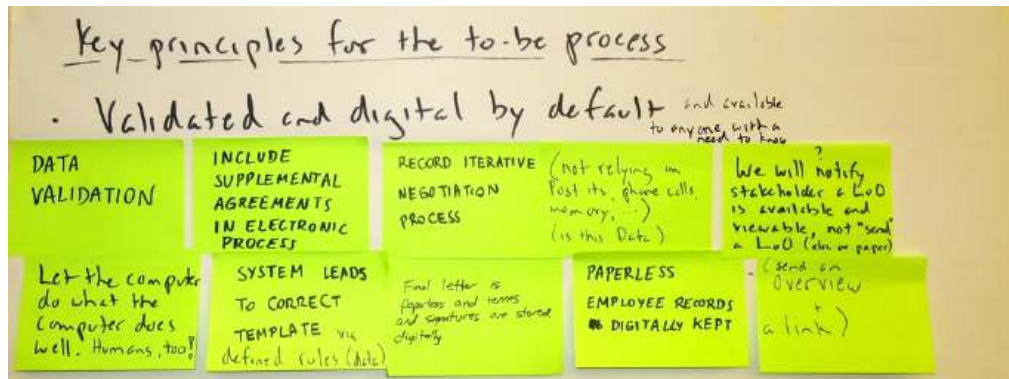 Key principles for the to-be process
• Validated and digital by default and available
to anyone with a
need to know
DATA
VALIDATION
INCLUDE
SUPPLEMENTAL
AGREEMENTS
IN ELECTRONIC
PROCESS
RECORD ITERATIVE
NEGOTIATION
PROCESS
(not relying on
Post its, phone calls,
memory, ...)
(is this Data)
?
We will notify
stakeholder a LoO
is available and
viewable, not "send"
a LoO (elec or paper)
Let the computer
do what the
computer does
well. Humans, too!
SYSTEM LEADS
TO CORRECT
TEMPLATE via
defined rules (data)
Final letter is
paperless and terms
and signatures are stored
digitally
PAPERLESS
EMPLOYEE RECORDS
DIGITALLY KEPT
(send an
overview
+
a link)